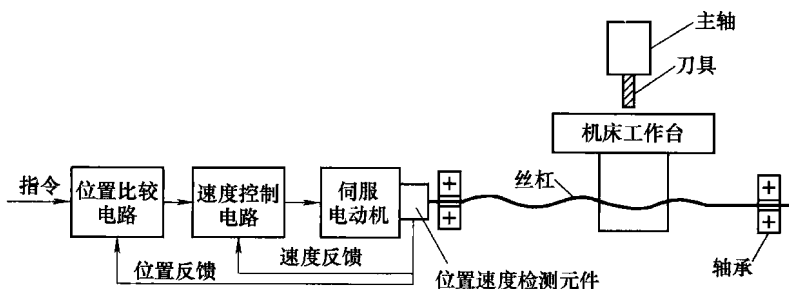 主轴
刀具
机床工作台
指令
位置比较
电路
速度控制
电路
伺服
电动机
丝杠
位置反馈
速度反馈
位置速度检测元件
轴承